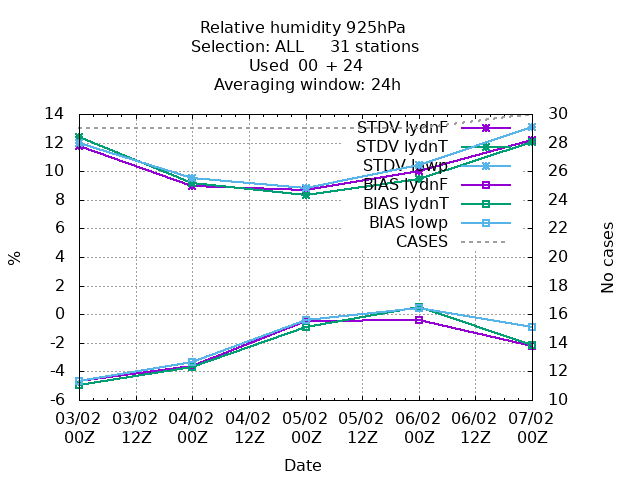 Relative humidity 925hPa
Selection: ALL 31 stations
Used 00 + 24
Averaging window: 24h
14
12
10
8
6
4
2
0
-2
-4
-6
%
30
28
26
24
22
20
18
16
14
12
10
No cases
STDV lydnF
STDV lydnT
STDV lowp
BIAS lydnF
BIAS lydnT
BIAS lowp
CASES
03/02 03/02 04/02 04/02 05/02 05/02 06/02 06/02 07/02
00Z 12Z 00Z 12Z 00Z 12Z 00Z 12Z 00Z
Date